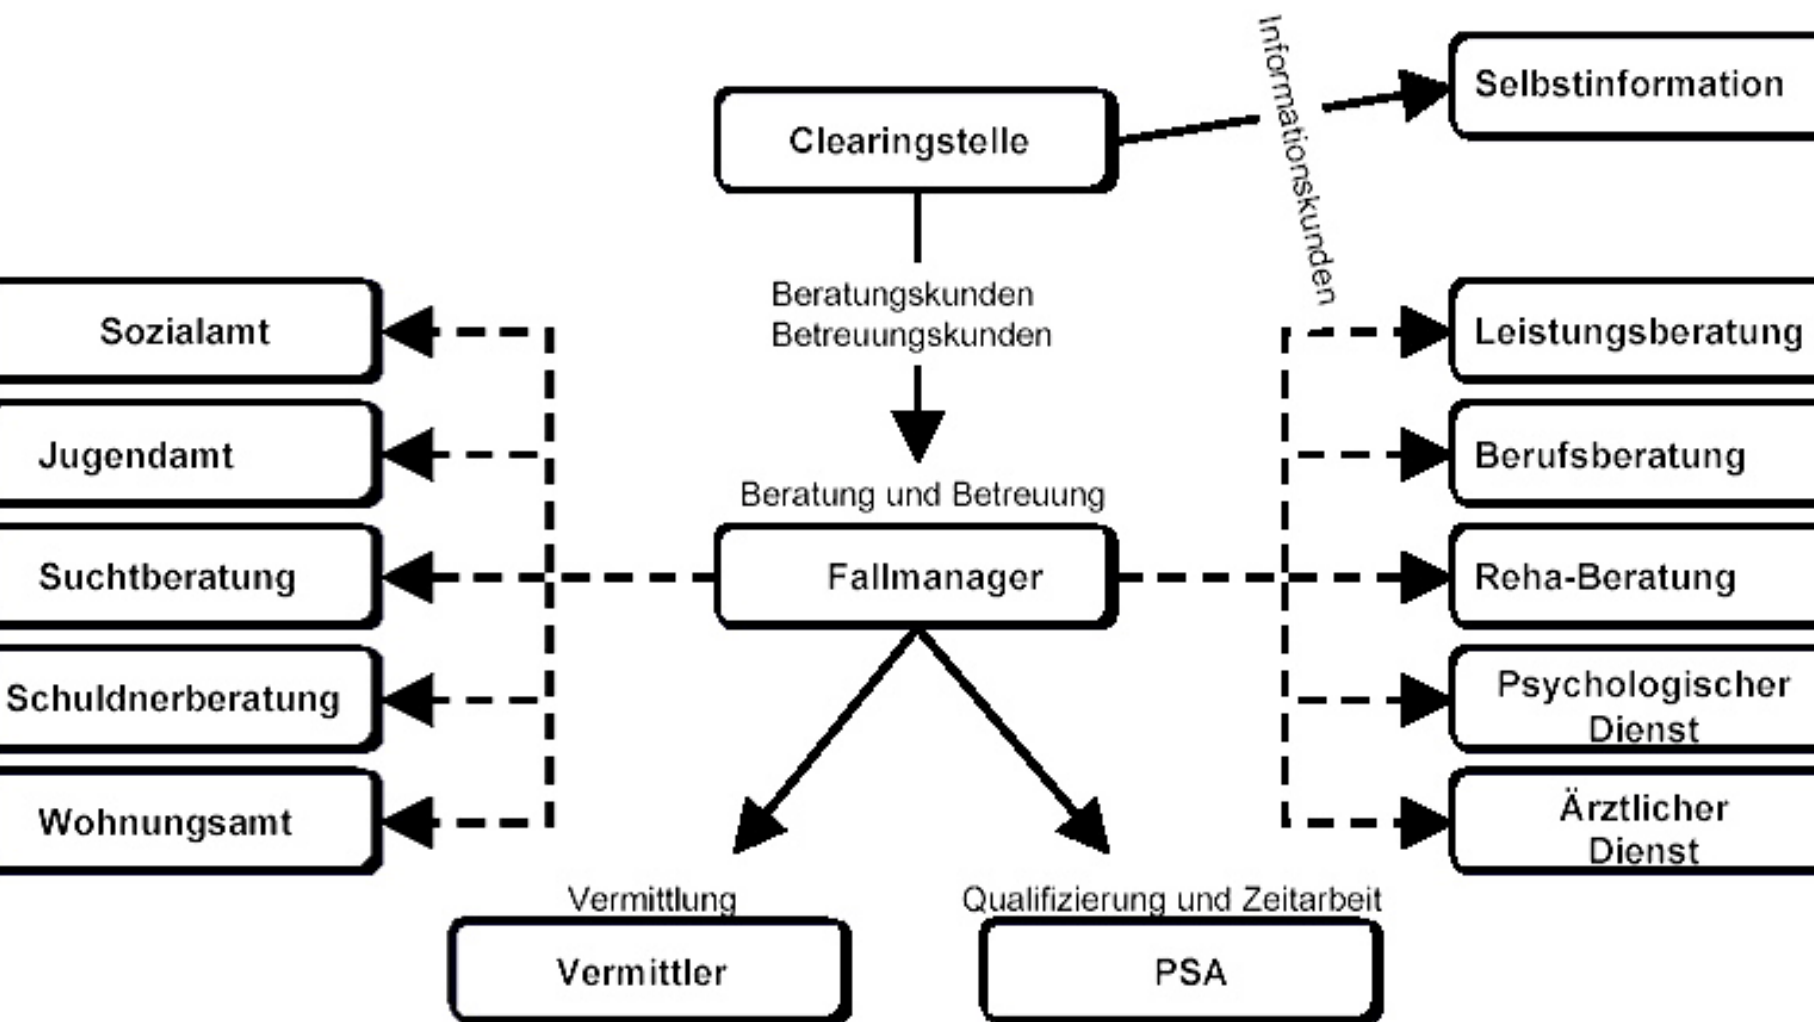 Informationskunden
Selbstinformation
Clearingstelle
Beratungskunden
Betreuungskunden
Sozialamt
Leistungsberatung
Jugendamt
Berufsberatung
Beratung und Betreuung
Suchtberatung
Fallmanager
Reha-Beratung
Schuldnerberatung
Psychologischer
Dienst
Wohnungsamt
Ärztlicher
Dienst
Vermittlung
Qualifizierung und Zeitarbeit
Vermittler
PSA